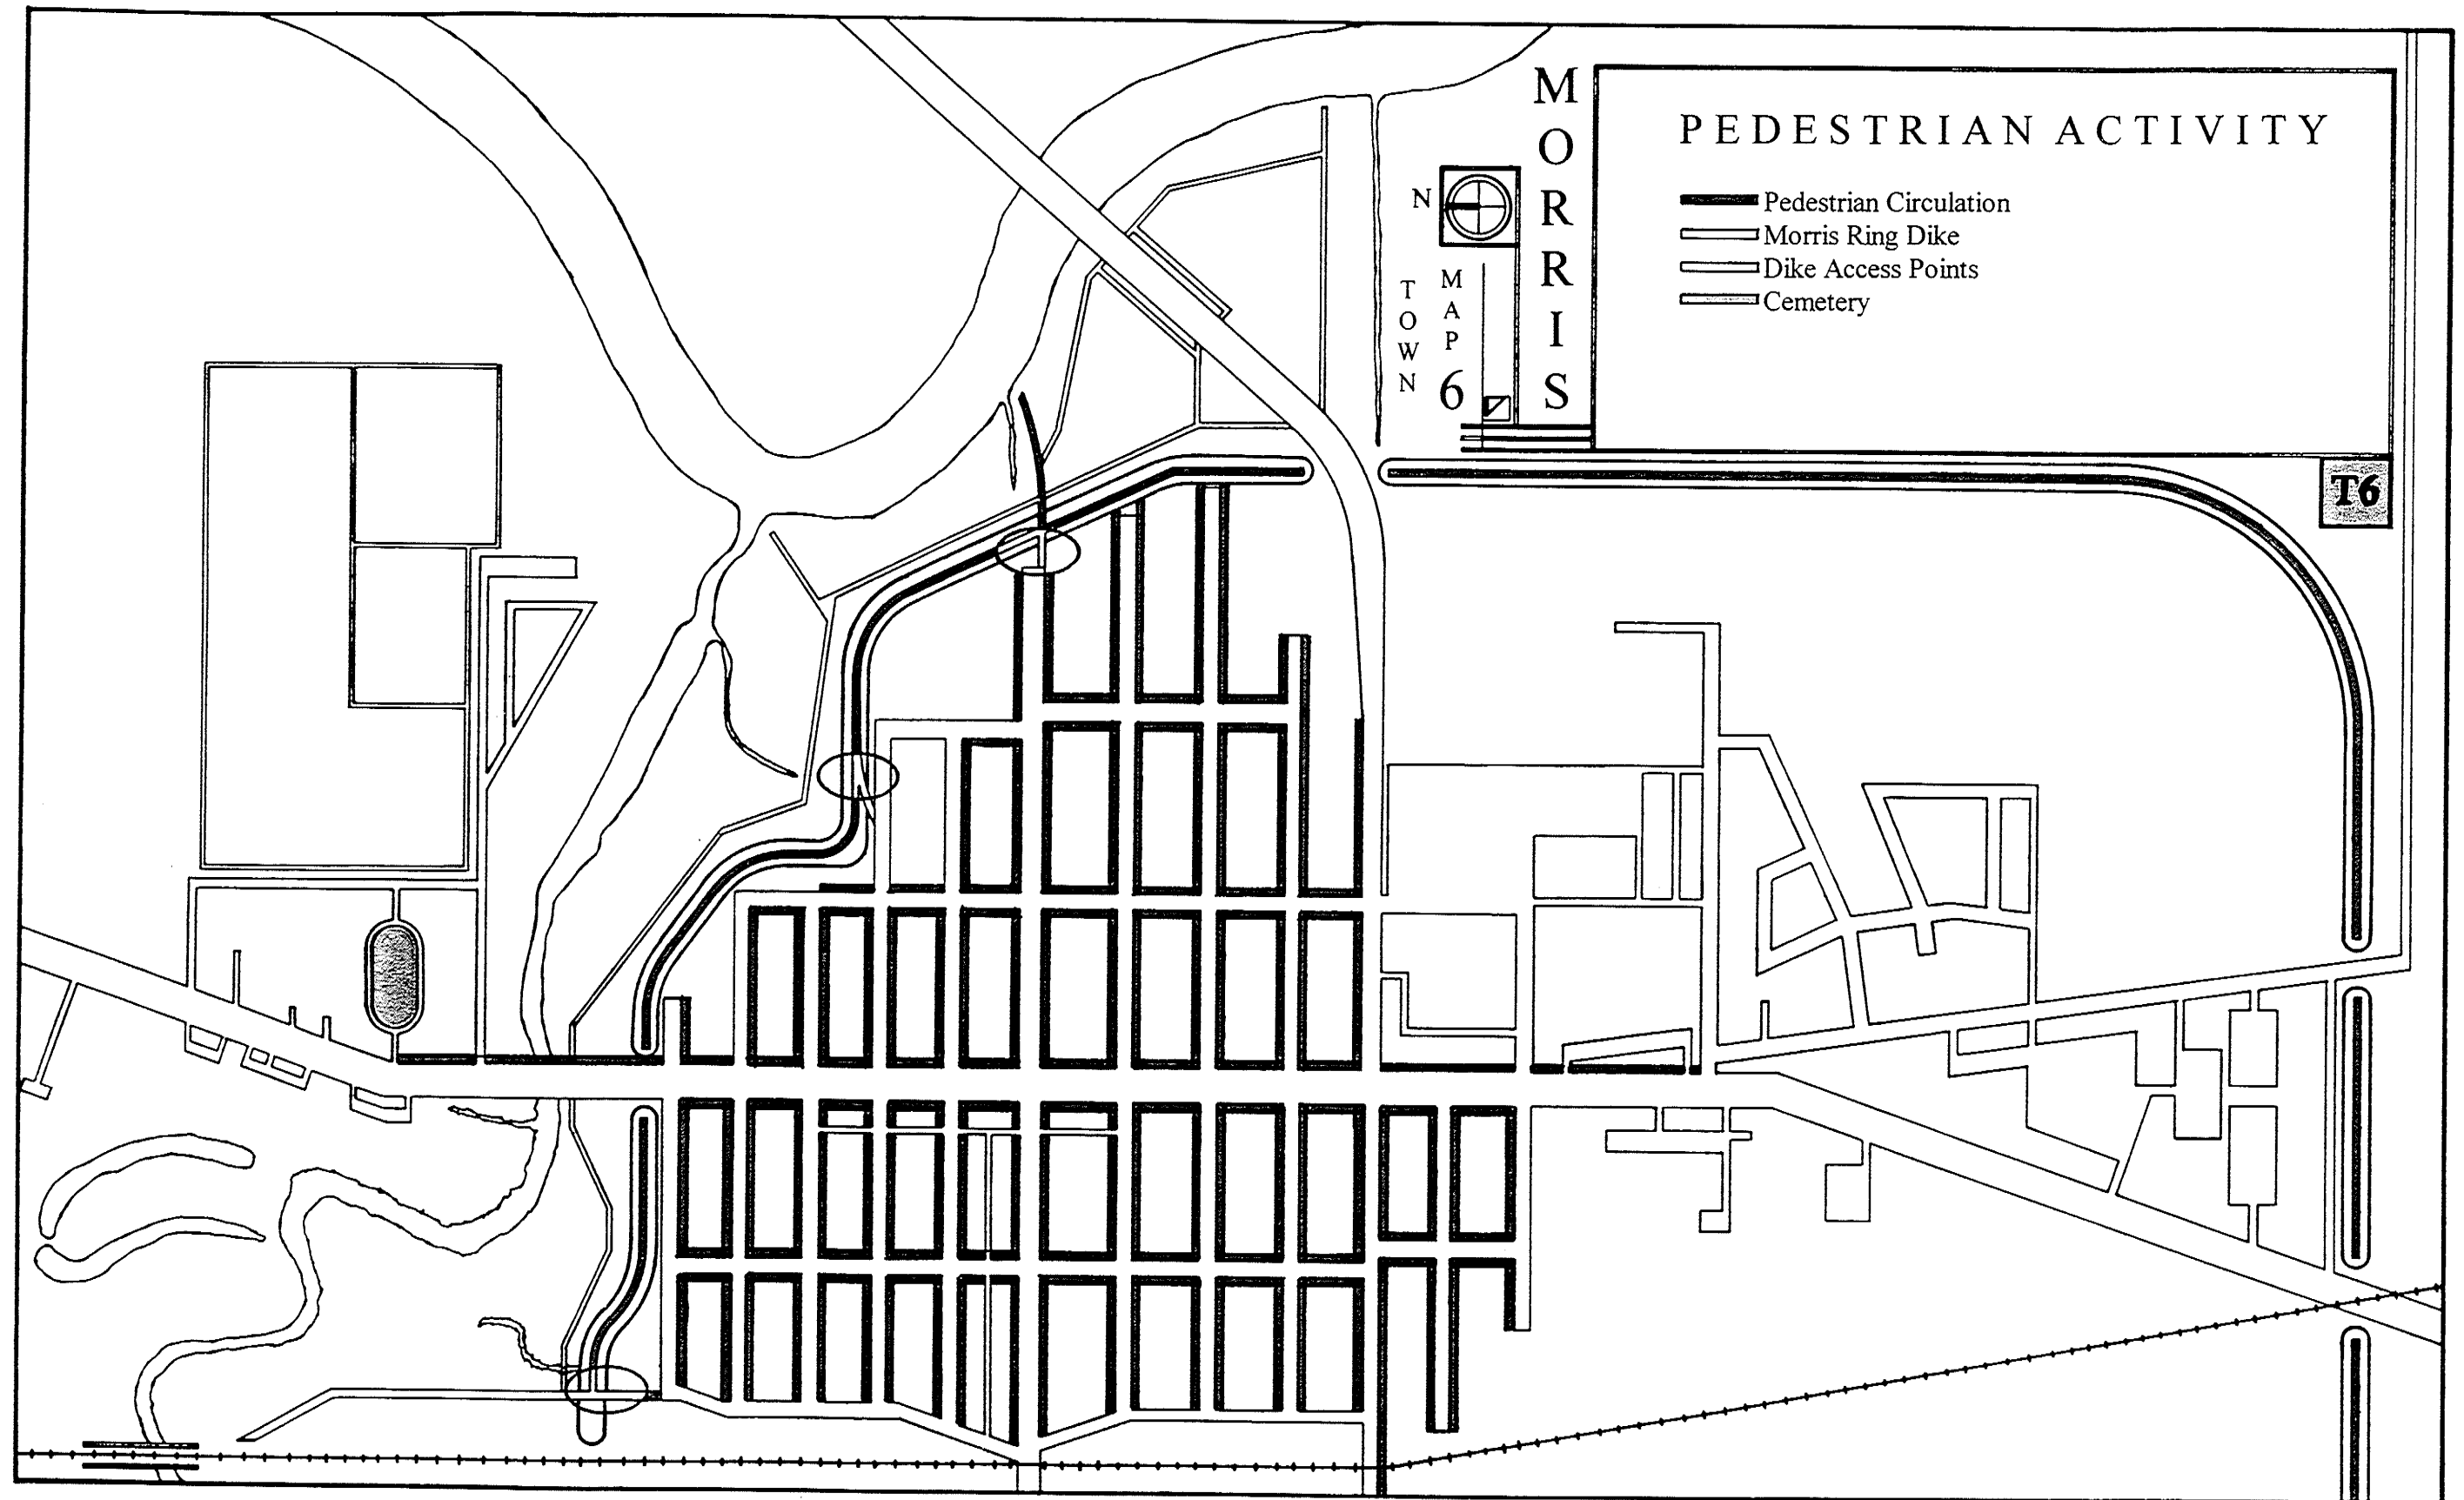 PEDESTRIAN ACTIVITY
Pedestrian Circulation
Morris Ring Dike
Dike Access Points
Cemetery
MORRIS
N
TOWN
MAP
6
T6